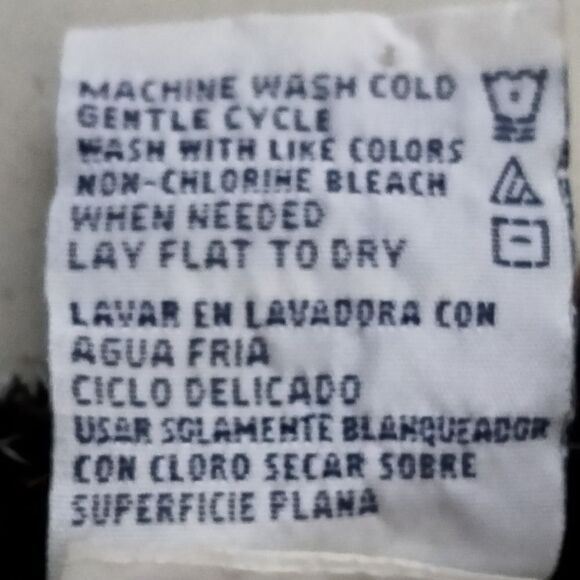 MACHINE WASH COLD
GENTLE CYCLE
WASH WITH LIKE COLORS
NON-CHLORINE BLEACH
WHEN NEEDED
LAY FLAT TO DRY
LAVAR EN LAVADORA CON
AGUA FRIA
CICLO DELICADO
USAR SOLAMENTE BLANQUEADOR
CON CLORO SECAR SOBRE
SUPERFICIE PLANA